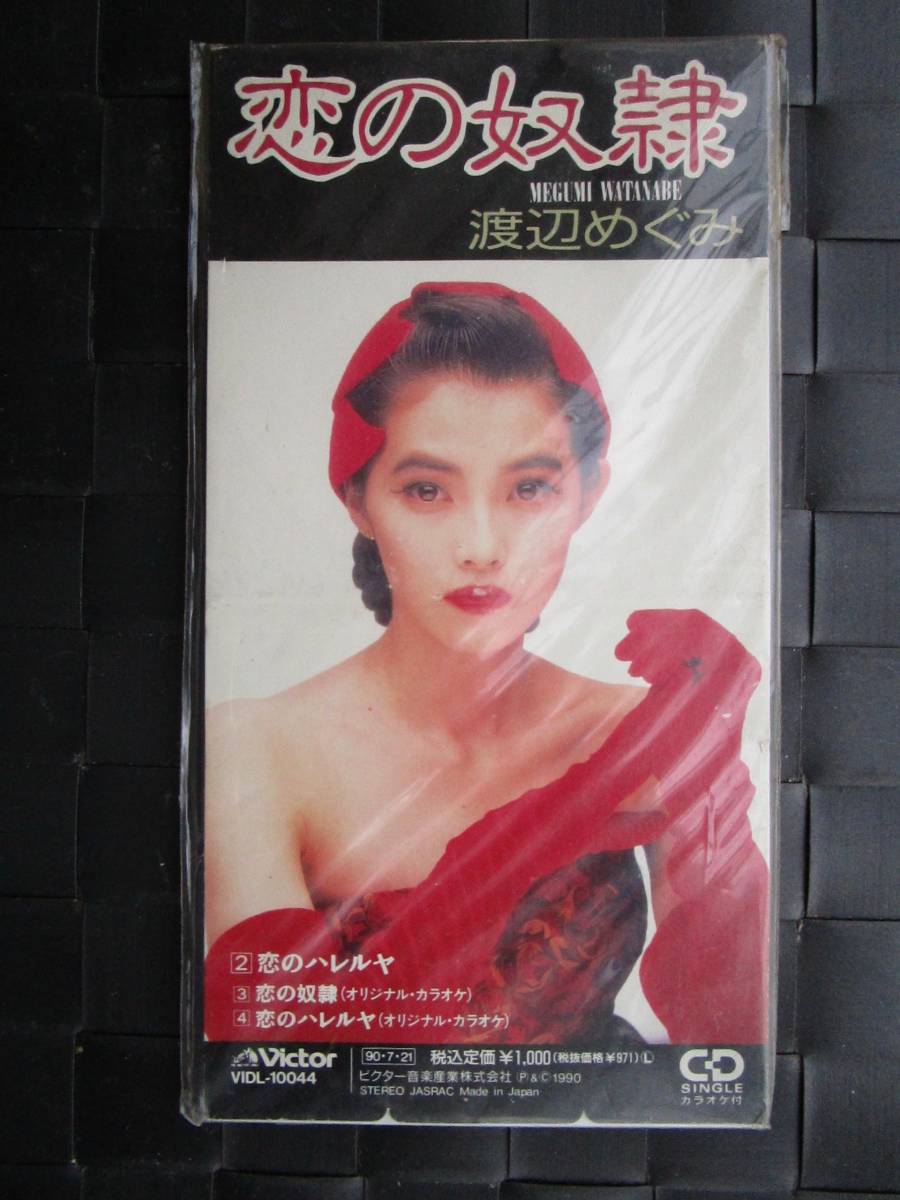 恋の奴隷
MEGUMI WATANABE
渡辺めぐみ
2 恋のハレルヤ
3 恋の奴隷(オリジナル・カラオケ)
4 恋のハレルヤ(オリジナル・カラオケ)
Victor
VIDL-10044
90・7・21 税込定価¥1,000(税抜価格¥971)Ⓛ
ビクター音楽産業株式会社 Ⓟ&©1990
STEREO JASRAC Made in Japan
CD
SINGLE
カラオケ付